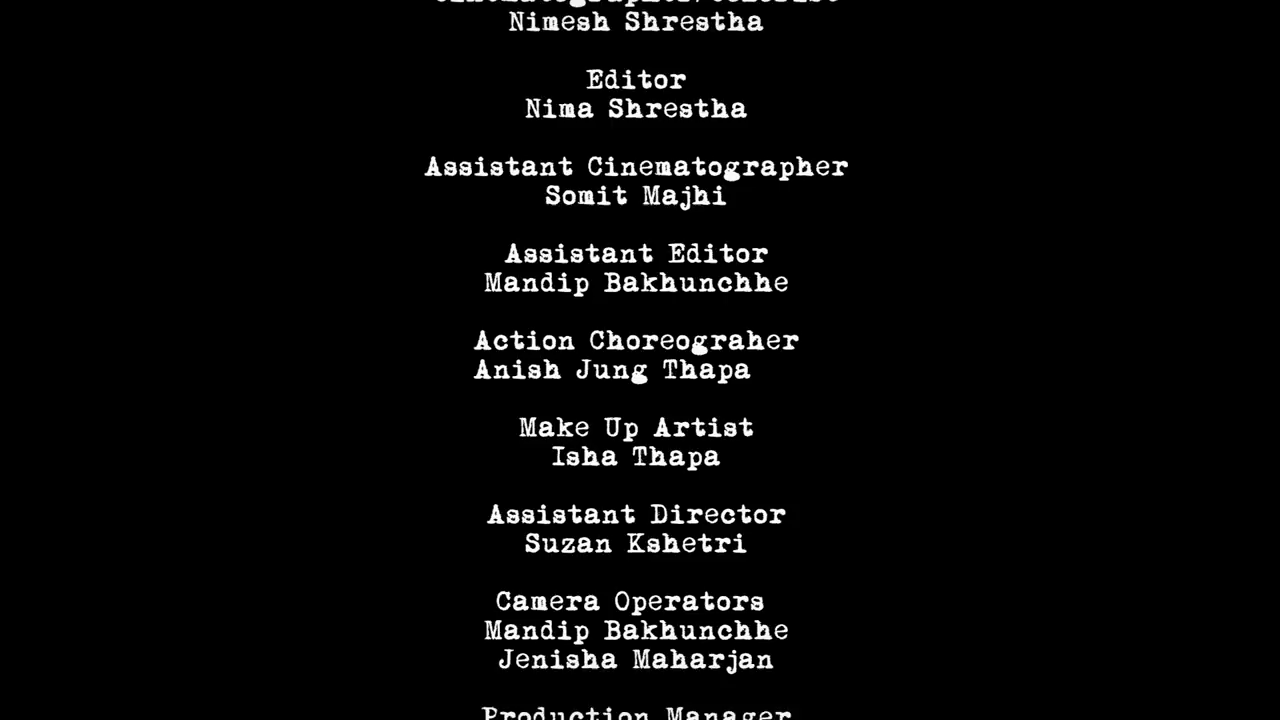 Nimesh Shrestha
Editor
Nima Shrestha
Assistant Cinematographer
Somit Majhi
Assistant Editor
Mandip Bakhunchhe
Action Choreograher
Anish Jung Thapa
Make Up Artist
Isha Thapa
Assistant Director
Suzan Kshetri
Camera Operators
Mandip Bakhunchhe
Jenisha Maharjan
Production Manager